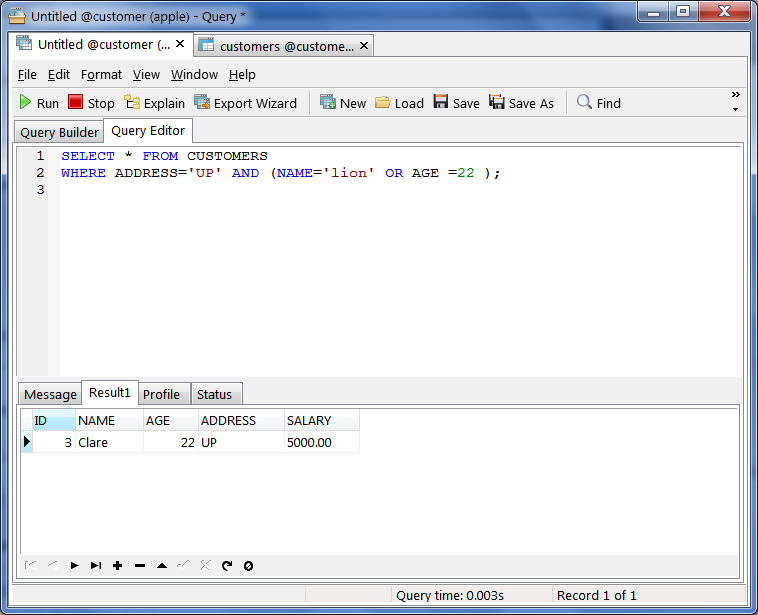 Untitled @customer (apple) - Query *
Untitled @customer (... customers @custome...
File Edit Format View Window Help
Run Stop Explain Export Wizard New Load Save Save As Find
Query Builder Query Editor
1 SELECT * FROM CUSTOMERS
2 WHERE ADDRESS='UP' AND (NAME='lion' OR AGE =22 );
3
Message Result1 Profile Status
ID NAME AGE ADDRESS SALARY
3 Clare 22 UP 5000.00
Query time: 0.003s Record 1 of 1